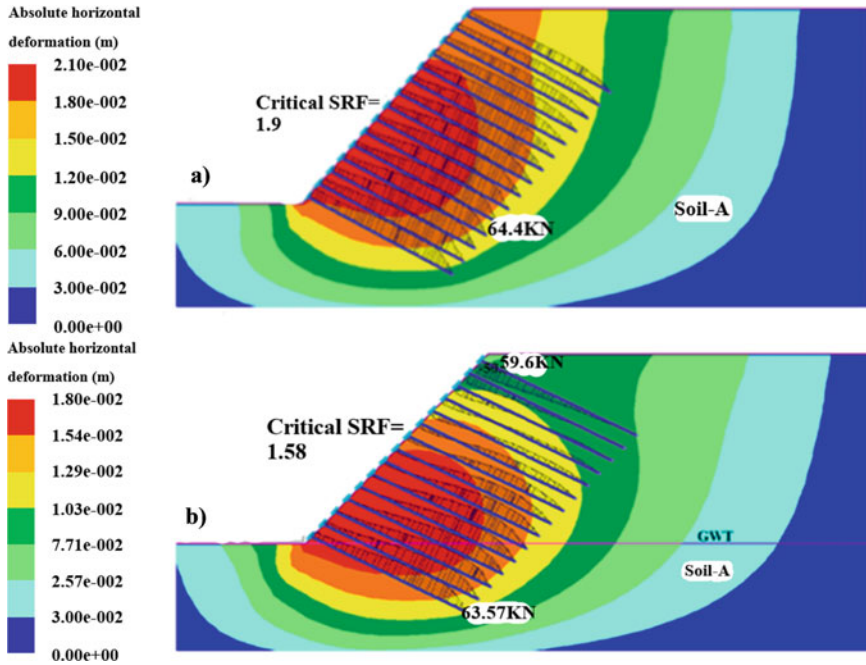 Absolute horizontal
deformation (m)
2.10e-002
1.80e-002
1.50e-002
1.20e-002
9.00e-002
6.00e-002
3.00e-002
0.00e+00
Critical SRF=
1.9
a)
64.4KN
Soil-A
Absolute horizontal
deformation (m)
1.80e-002
1.54e-002
1.29e-002
1.03e-002
7.71e-002
2.57e-002
3.00e-002
0.00e+00
59.6KN
Critical SRF=
1.58
b)
GWT
Soil-A
63.57KN